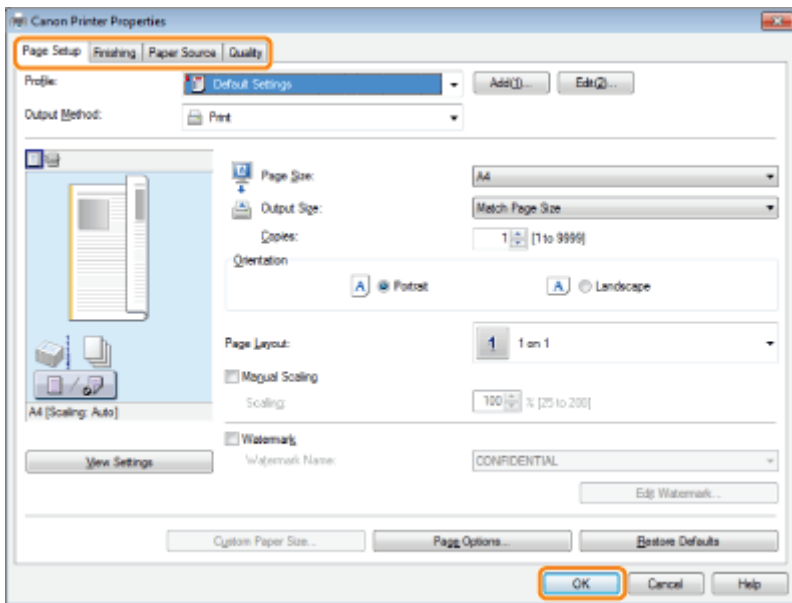 Canon Printer Properties
Page Setup Finishing Paper Source Quality
Profile: Default Settings Add(1)... Edit(2)...
Output Method: Print
Page Size: A4
Output Size: Match Page Size
Copies: 1 [1 to 9999]
Orientation
A Portrait A Landscape
Page Layout: 1 1 on 1
Manual Scaling
Scaling: 100 % [25 to 200]
A4 [Scaling: Auto]
Watermark
View Settings Watermark Name: CONFIDENTIAL
Edit Watermark...
Custom Paper Size... Page Options... Restore Defaults
OK Cancel Help